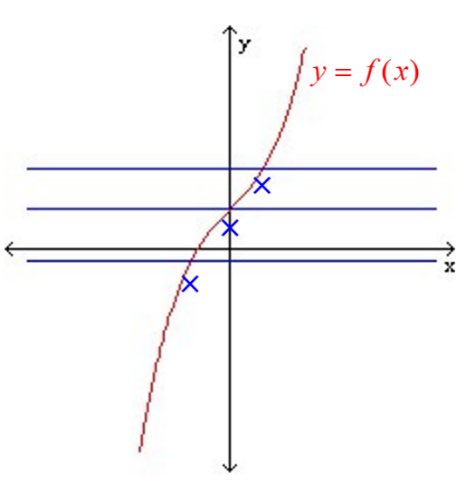 y
y = f(x)
x